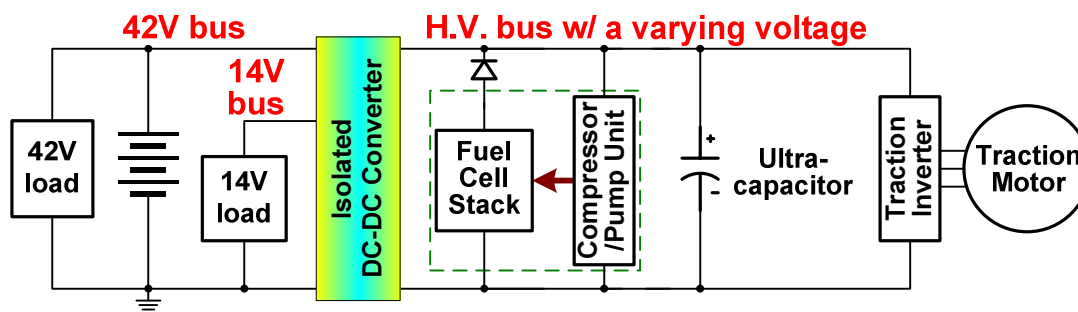 42V bus
H.V. bus w/ a varying voltage
14V
bus
42V
load
14V
load
Isolated
DC-DC Converter
Fuel
Cell
Stack
Compressor
/Pump Unit
+
-
Ultra-
capacitor
Traction
Inverter
Traction
Motor